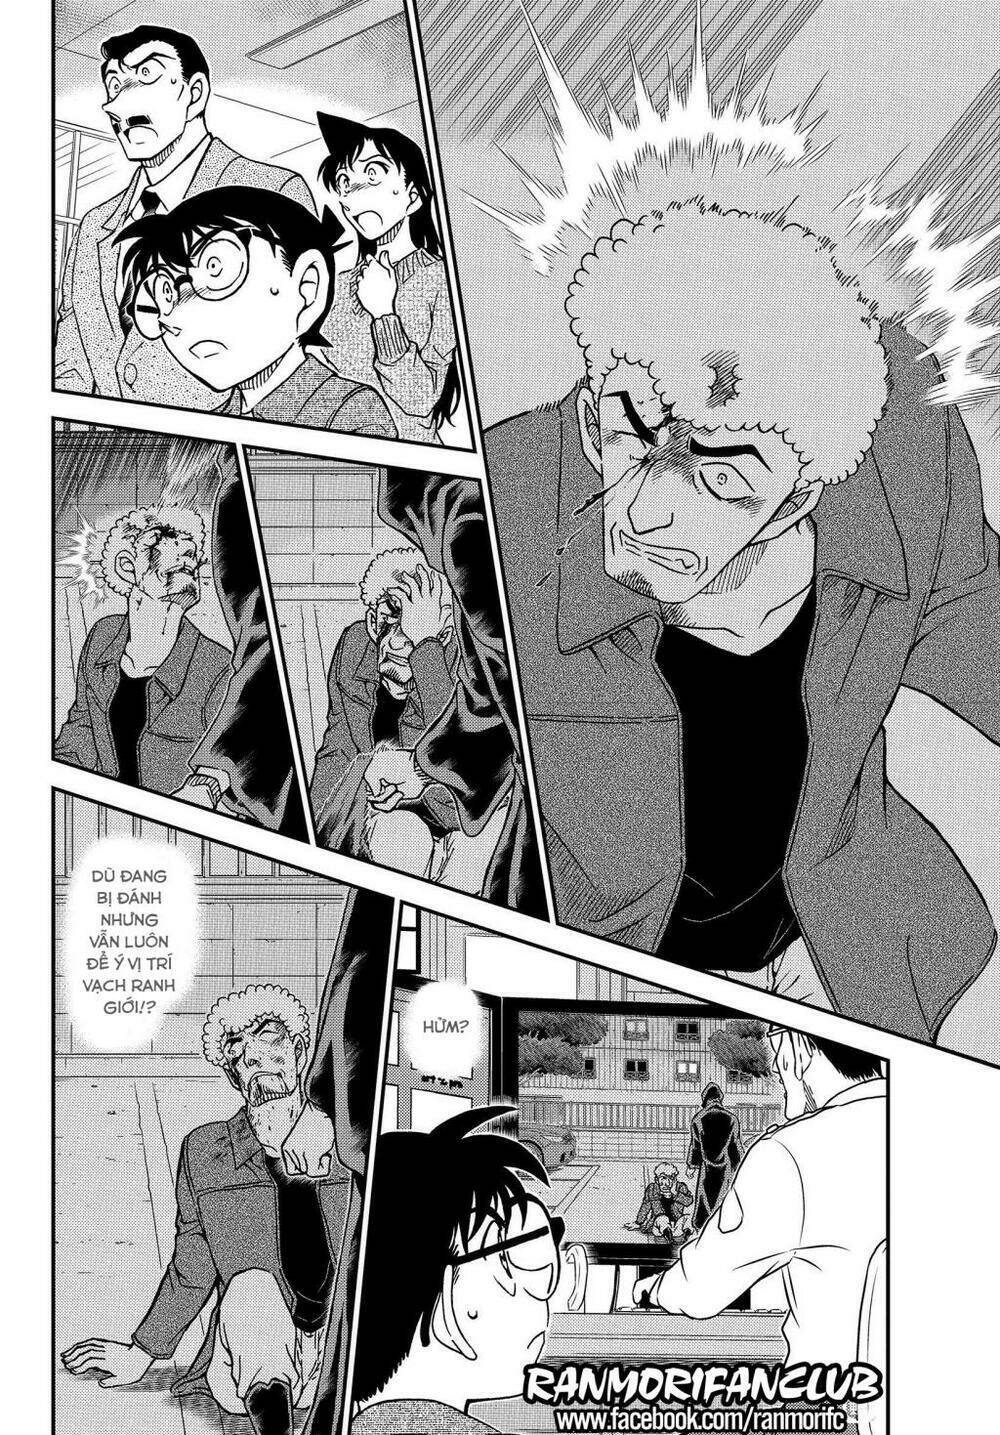 DÙ ĐANG
BỊ ĐÁNH
NHƯNG
VẪN LUÔN
ĐỂ Ý VỊ TRÍ
VẠCH RANH
GIỚI!?
HỬM?
RANMORIFANCLUB
www.facebook.com/ranmorifc